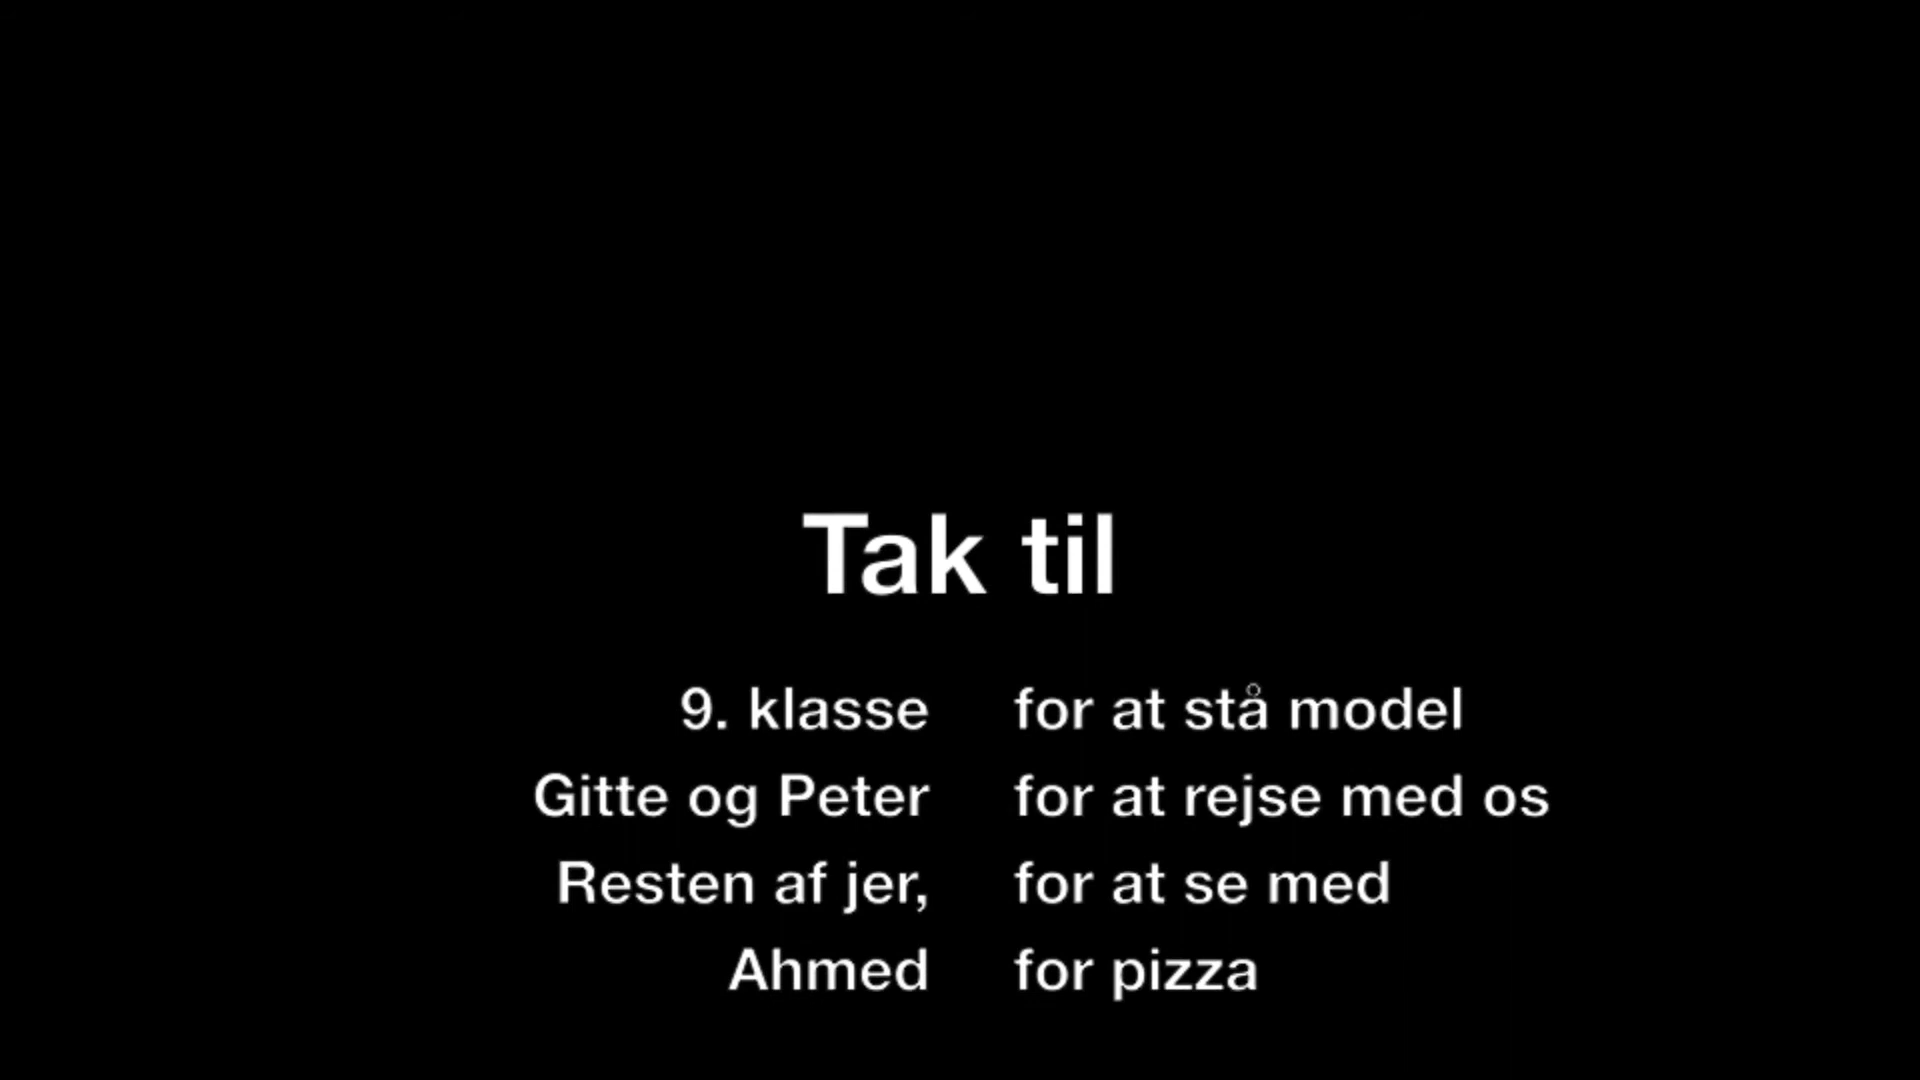 Tak til
9. klasse for at stå model
Gitte og Peter for at rejse med os
Resten af jer, for at se med
Ahmed for pizza